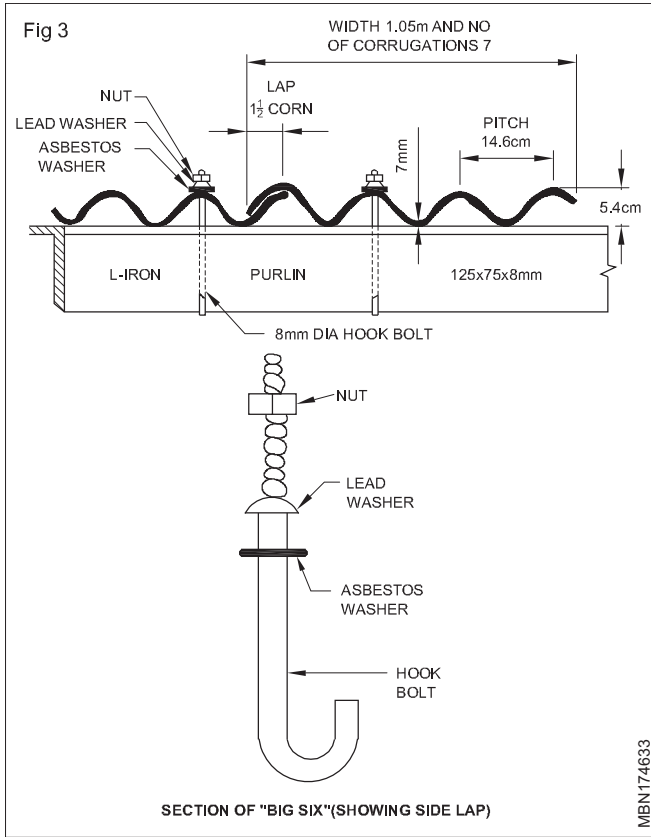 Fig 3
WIDTH 1.05m AND NO
OF CORRUGATIONS 7
LAP
1½ CORN
NUT
LEAD WASHER
ASBESTOS
WASHER
7mm
PITCH
14.6cm
5.4cm
L-IRON
PURLIN
125x75x8mm
8mm DIA HOOK BOLT
NUT
LEAD
WASHER
ASBESTOS
WASHER
HOOK
BOLT
SECTION OF "BIG SIX"(SHOWING SIDE LAP)
MBN174633